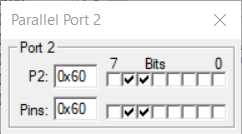 Parallel Port 2
Port 2
7 Bits 0
P2: 0x60
Pins: 0x60